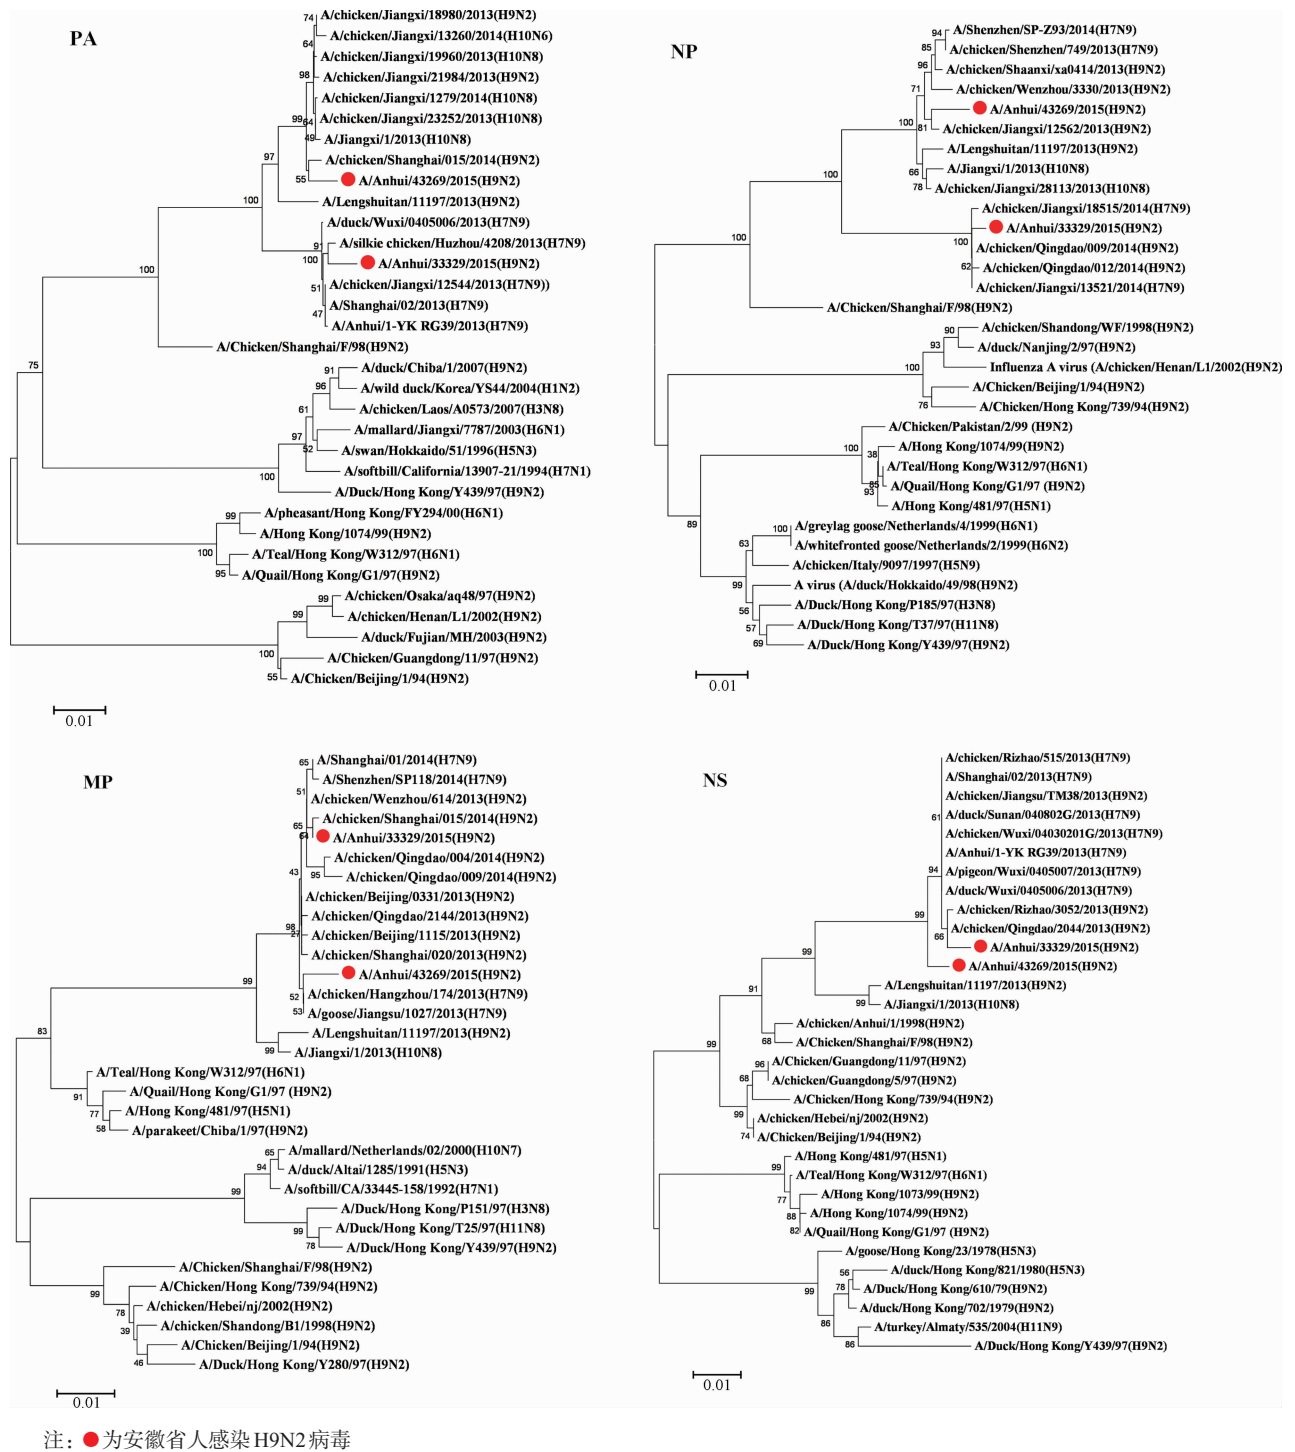 PA
74
A/chicken/Jiangxi/18980/2013(H9N2)
A/chicken/Jiangxi/13260/2014(H10N6)
64
A/chicken/Jiangxi/19960/2013(H10N8)
98
A/chicken/Jiangxi/21984/2013(H9N2)
A/chicken/Jiangxi/1279/2014(H10N8)
99
64
A/chicken/Jiangxi/23252/2013(H10N8)
49
A/Jiangxi/1/2013(H10N8)
97
A/chicken/Shanghai/015/2014(H9N2)
55
A/Anhui/43269/2015(H9N2)
100
A/Lengshuitan/11197/2013(H9N2)
A/duck/Wuxi/0405006/2013(H7N9)
91
A/silkie chicken/Huzhou/4208/2013(H7N9)
100
A/Anhui/33329/2015(H9N2)
100
51
A/chicken/Jiangxi/12544/2013(H7N9))
A/Shanghai/02/2013(H7N9)
47
A/Anhui/1-YK RG39/2013(H7N9)
A/Chicken/Shanghai/F/98(H9N2)
75
91
A/duck/Chiba/1/2007(H9N2)
96
A/wild duck/Korea/YS44/2004(H1N2)
61
A/chicken/Laos/A0573/2007(H3N8)
97
A/mallard/Jiangxi/7787/2003(H6N1)
52
A/swan/Hokkaido/51/1996(H5N3)
100
A/softbill/California/13907-21/1994(H7N1)
A/Duck/Hong Kong/Y439/97(H9N2)
99
A/pheasant/Hong Kong/FY294/00(H6N1)
A/Hong Kong/1074/99(H9N2)
100
A/Teal/Hong Kong/W312/97(H6N1)
95
A/Quail/Hong Kong/G1/97(H9N2)
99
A/chicken/Osaka/aq48/97(H9N2)
99
A/chicken/Henan/L1/2002(H9N2)
A/duck/Fujian/MH/2003(H9N2)
100
A/Chicken/Guangdong/11/97(H9N2)
55
A/Chicken/Beijing/1/94(H9N2)
0.01
NP
94
A/Shenzhen/SP-Z93/2014(H7N9)
85
A/chicken/Shenzhen/749/2013(H7N9)
96
A/chicken/Shaanxi/xa0414/2013(H9N2)
71
A/chicken/Wenzhou/3330/2013(H9N2)
A/Anhui/43269/2015(H9N2)
100
81
A/chicken/Jiangxi/12562/2013(H9N2)
A/Lengshuitan/11197/2013(H9N2)
66
A/Jiangxi/1/2013(H10N8)
100
78
A/chicken/Jiangxi/28113/2013(H10N8)
A/chicken/Jiangxi/18515/2014(H7N9)
A/Anhui/33329/2015(H9N2)
100
100
A/chicken/Qingdao/009/2014(H9N2)
62
A/chicken/Qingdao/012/2014(H9N2)
A/chicken/Jiangxi/13521/2014(H7N9)
A/Chicken/Shanghai/F/98(H9N2)
90
A/chicken/Shandong/WF/1998(H9N2)
93
A/duck/Nanjing/2/97(H9N2)
100
Influenza A virus (A/chicken/Henan/L1/2002(H9N2)
A/Chicken/Beijing/1/94(H9N2)
76
A/Chicken/Hong Kong/739/94(H9N2)
A/Chicken/Pakistan/2/99 (H9N2)
100
38
A/Hong Kong/1074/99(H9N2)
A/Teal/Hong Kong/W312/97(H6N1)
85
A/Quail/Hong Kong/G1/97 (H9N2)
93
A/Hong Kong/481/97(H5N1)
89
100
A/greylag goose/Netherlands/4/1999(H6N1)
63
A/whitefronted goose/Netherlands/2/1999(H6N2)
A/chicken/Italy/9097/1997(H5N9)
99
A virus (A/duck/Hokkaido/49/98(H9N2)
56
A/Duck/Hong Kong/P185/97(H3N8)
57
A/Duck/Hong Kong/T37/97(H11N8)
69
A/Duck/Hong Kong/Y439/97(H9N2)
0.01
MP
65
A/Shanghai/01/2014(H7N9)
A/Shenzhen/SP118/2014(H7N9)
51
A/chicken/Wenzhou/614/2013(H9N2)
A/chicken/Shanghai/015/2014(H9N2)
65
64
A/Anhui/33329/2015(H9N2)
A/chicken/Qingdao/004/2014(H9N2)
43
95
A/chicken/Qingdao/009/2014(H9N2)
A/chicken/Beijing/0331/2013(H9N2)
A/chicken/Qingdao/2144/2013(H9N2)
98
27
A/chicken/Beijing/1115/2013(H9N2)
A/chicken/Shanghai/020/2013(H9N2)
99
A/Anhui/43269/2015(H9N2)
52
A/chicken/Hangzhou/174/2013(H7N9)
53
A/goose/Jiangsu/1027/2013(H7N9)
83
A/Lengshuitan/11197/2013(H9N2)
99
A/Jiangxi/1/2013(H10N8)
A/Teal/Hong Kong/W312/97(H6N1)
91
A/Quail/Hong Kong/G1/97 (H9N2)
77
A/Hong Kong/481/97(H5N1)
58
A/parakeet/Chiba/1/97(H9N2)
65
A/mallard/Netherlands/02/2000(H10N7)
94
A/duck/Altai/1285/1991(H5N3)
99
A/softbill/CA/33445-158/1992(H7N1)
A/Duck/Hong Kong/P151/97(H3N8)
99
A/Duck/Hong Kong/T25/97(H11N8)
78
A/Duck/Hong Kong/Y439/97(H9N2)
A/Chicken/Shanghai/F/98(H9N2)
99
A/Chicken/Hong Kong/739/94(H9N2)
78
A/chicken/Hebei/nj/2002(H9N2)
39
A/chicken/Shandong/B1/1998(H9N2)
A/Chicken/Beijing/1/94(H9N2)
46
A/Duck/Hong Kong/Y280/97(H9N2)
0.01
NS
A/chicken/Rizhao/515/2013(H7N9)
A/Shanghai/02/2013(H7N9)
A/chicken/Jiangsu/TM38/2013(H9N2)
61
A/duck/Sunan/040802G/2013(H7N9)
A/chicken/Wuxi/04030201G/2013(H7N9)
A/Anhui/1-YK RG39/2013(H7N9)
94
A/pigeon/Wuxi/0405007/2013(H7N9)
A/duck/Wuxi/0405006/2013(H7N9)
99
A/chicken/Rizhao/3052/2013(H9N2)
66
A/chicken/Qingdao/2044/2013(H9N2)
A/Anhui/33329/2015(H9N2)
99
A/Anhui/43269/2015(H9N2)
91
A/Lengshuitan/11197/2013(H9N2)
99
A/Jiangxi/1/2013(H10N8)
A/chicken/Anhui/1/1998(H9N2)
99
68
A/Chicken/Shanghai/F/98(H9N2)
96
A/Chicken/Guangdong/11/97(H9N2)
68
A/chicken/Guangdong/5/97(H9N2)
A/Chicken/Hong Kong/739/94(H9N2)
99
A/chicken/Hebei/nj/2002(H9N2)
74
A/Chicken/Beijing/1/94(H9N2)
A/Hong Kong/481/97(H5N1)
99
A/Teal/Hong Kong/W312/97(H6N1)
77
A/Hong Kong/1073/99(H9N2)
88
A/Hong Kong/1074/99(H9N2)
82
A/Quail/Hong Kong/G1/97 (H9N2)
A/goose/Hong Kong/23/1978(H5N3)
56
A/duck/Hong Kong/821/1980(H5N3)
99
78
A/Duck/Hong Kong/610/79(H9N2)
A/duck/Hong Kong/702/1979(H9N2)
86
A/turkey/Almaty/535/2004(H11N9)
86
A/Duck/Hong Kong/Y439/97(H9N2)
0.01
注：●为安徽省人感染H9N2病毒